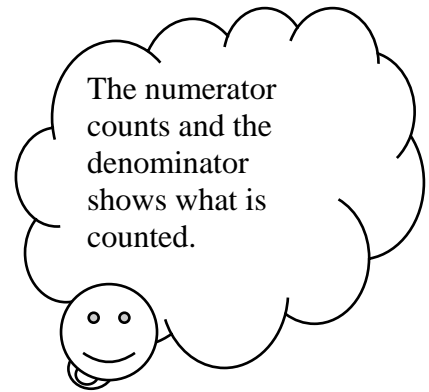 The numerator
counts and the
denominator
shows what is
counted.